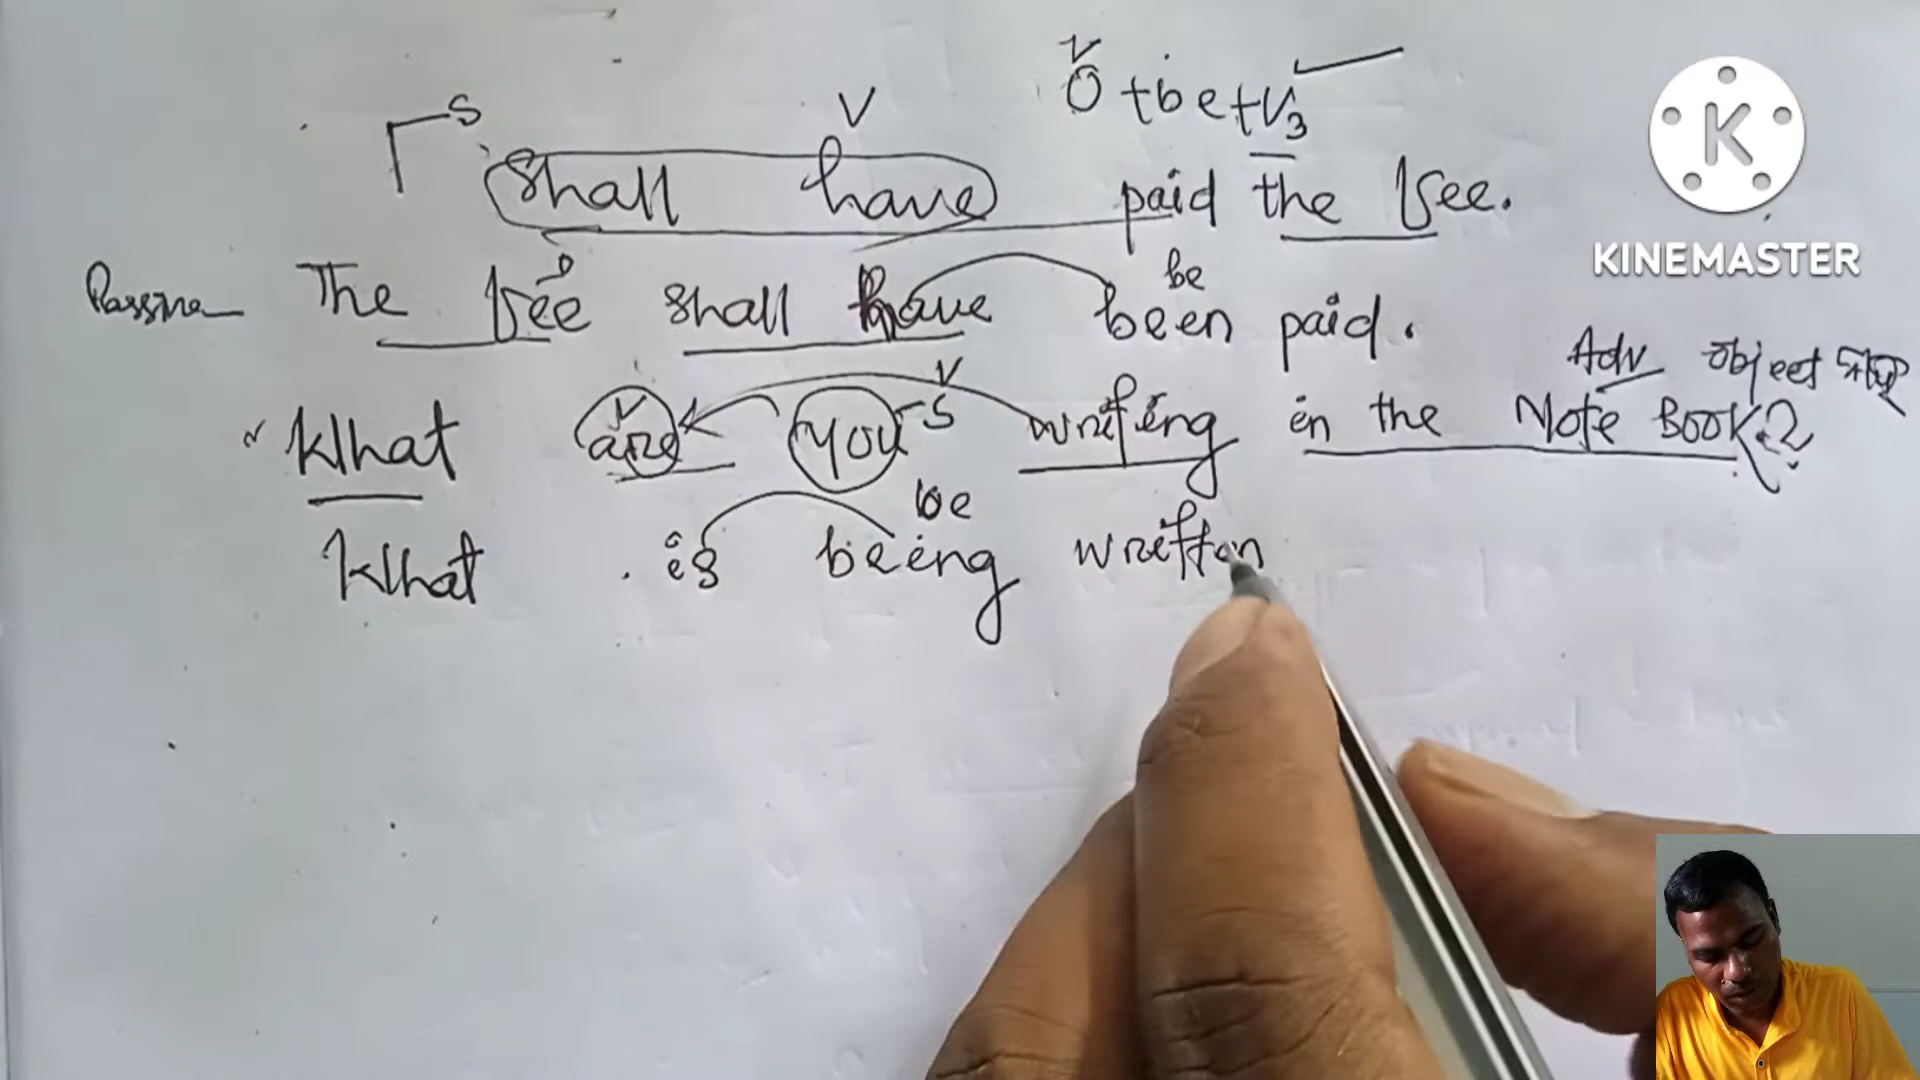 V
O + be + V3
S V
I shall have paid the fee.
O be
Passive The fee shall have been paid.
Adv object
V S V
What are you writing in the Note Book?
be
What is being written
K
KINEMASTER